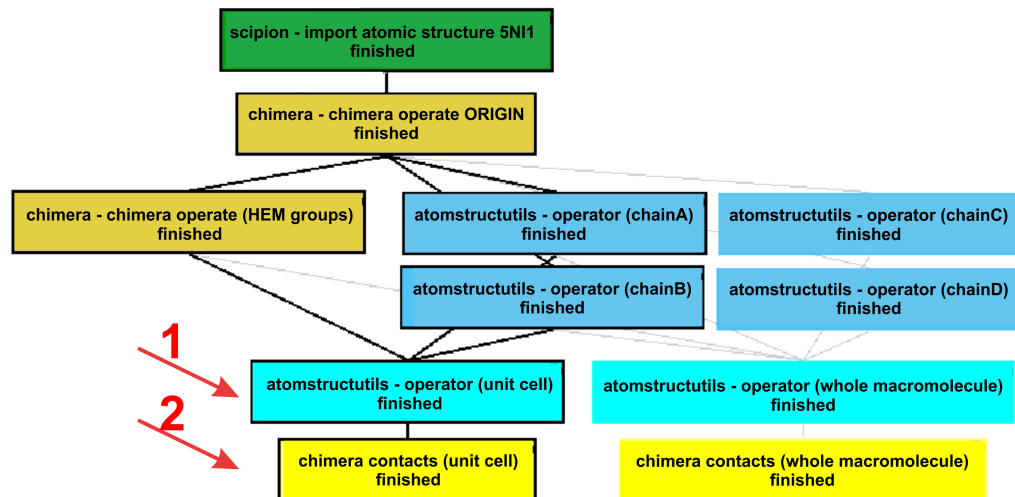 scipion - import atomic structure 5NI1
finished
chimera - chimera operate ORIGIN
finished
chimera - chimera operate (HEM groups)
finished
atomstructutils - operator (chainA)
finished
atomstructutils - operator (chainC)
finished
atomstructutils - operator (chainB)
finished
atomstructutils - operator (chainD)
finished
1
atomstructutils - operator (unit cell)
finished
atomstructutils - operator (whole macromolecule)
finished
2
chimera contacts (unit cell)
finished
chimera contacts (whole macromolecule)
finished